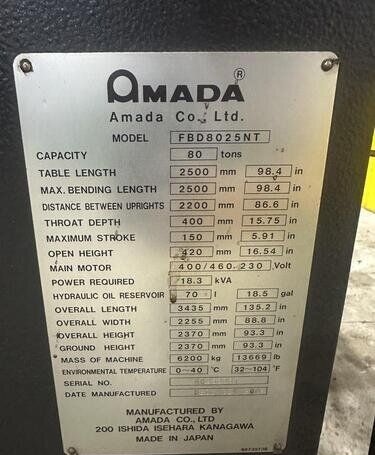 AMADA®
Amada Co., Ltd.
MODEL FBD8025NT
CAPACITY 80 tons
TABLE LENGTH 2500 mm 98.4 in
MAX. BENDING LENGTH 2500 mm 98.4 in
DISTANCE BETWEEN UPRIGHTS 2200 mm 86.6 in
THROAT DEPTH 400 mm 15.75 in
MAXIMUM STROKE 150 mm 5.91 in
OPEN HEIGHT 420 mm 16.54 in
MAIN MOTOR 400/460-230 Volt
POWER REQUIRED 18.3 kVA
HYDRAULIC OIL RESERVOIR 70 l 18.5 gal
OVERALL LENGTH 3435 mm 135.2 in
OVERALL WIDTH 2255 mm 88.8 in
OVERALL HEIGHT 2370 mm 93.3 in
GROUND HEIGHT 2370 mm 93.3 in
MASS OF MACHINE 6200 kg 13669 lb
ENVIRONMENTAL TEMPERATURE 0~40 °C 32~104 °F
SERIAL NO.
DATE MANUFACTURED
MANUFACTURED BY
AMADA CO., LTD
200 ISHIDA ISEHARA KANAGAWA
MADE IN JAPAN